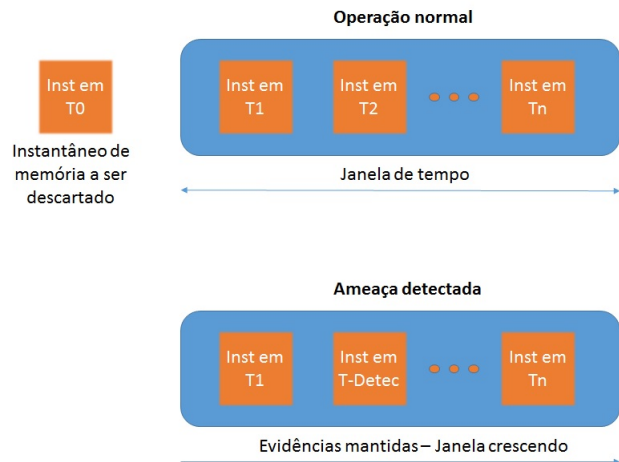 Operação normal
Inst em
T0
Inst em
T1
Inst em
T2
Inst em
Tn
Instantâneo de
memória a ser
descartado
Janela de tempo
Ameaça detectada
Inst em
T1
Inst em
T-Detec
Inst em
Tn
Evidências mantidas – Janela crescendo